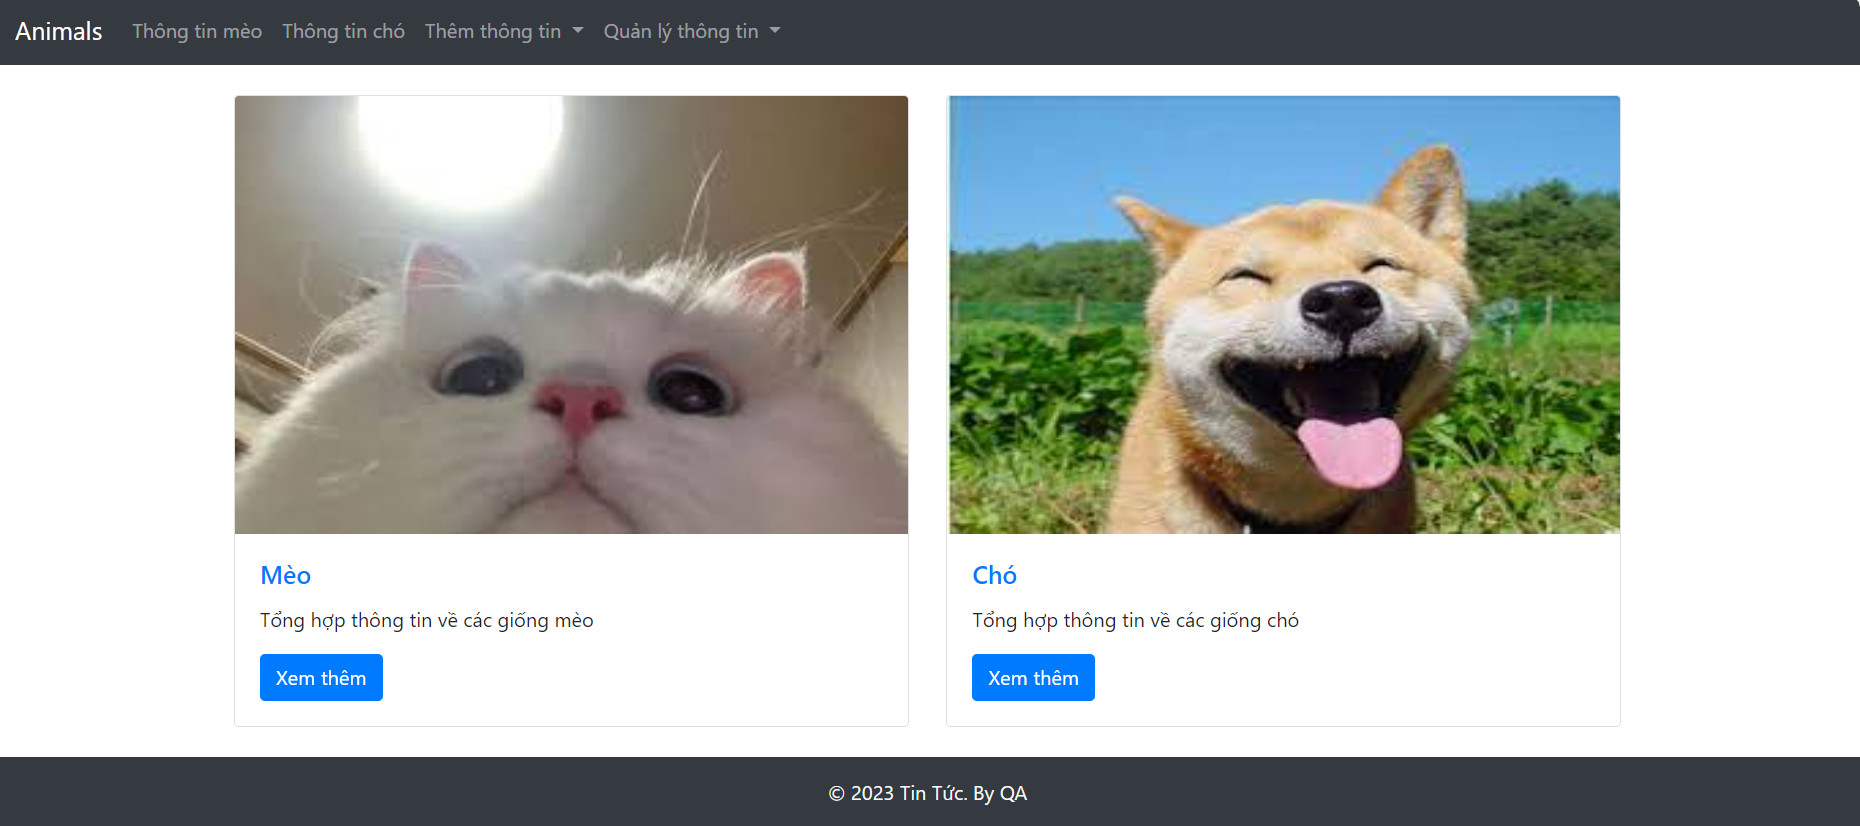 Animals Thông tin mèo Thông tin chó Thêm thông tin Quản lý thông tin
Mèo
Tổng hợp thông tin về các giống mèo
Xem thêm
Chó
Tổng hợp thông tin về các giống chó
Xem thêm
© 2023 Tin Tức. By QA